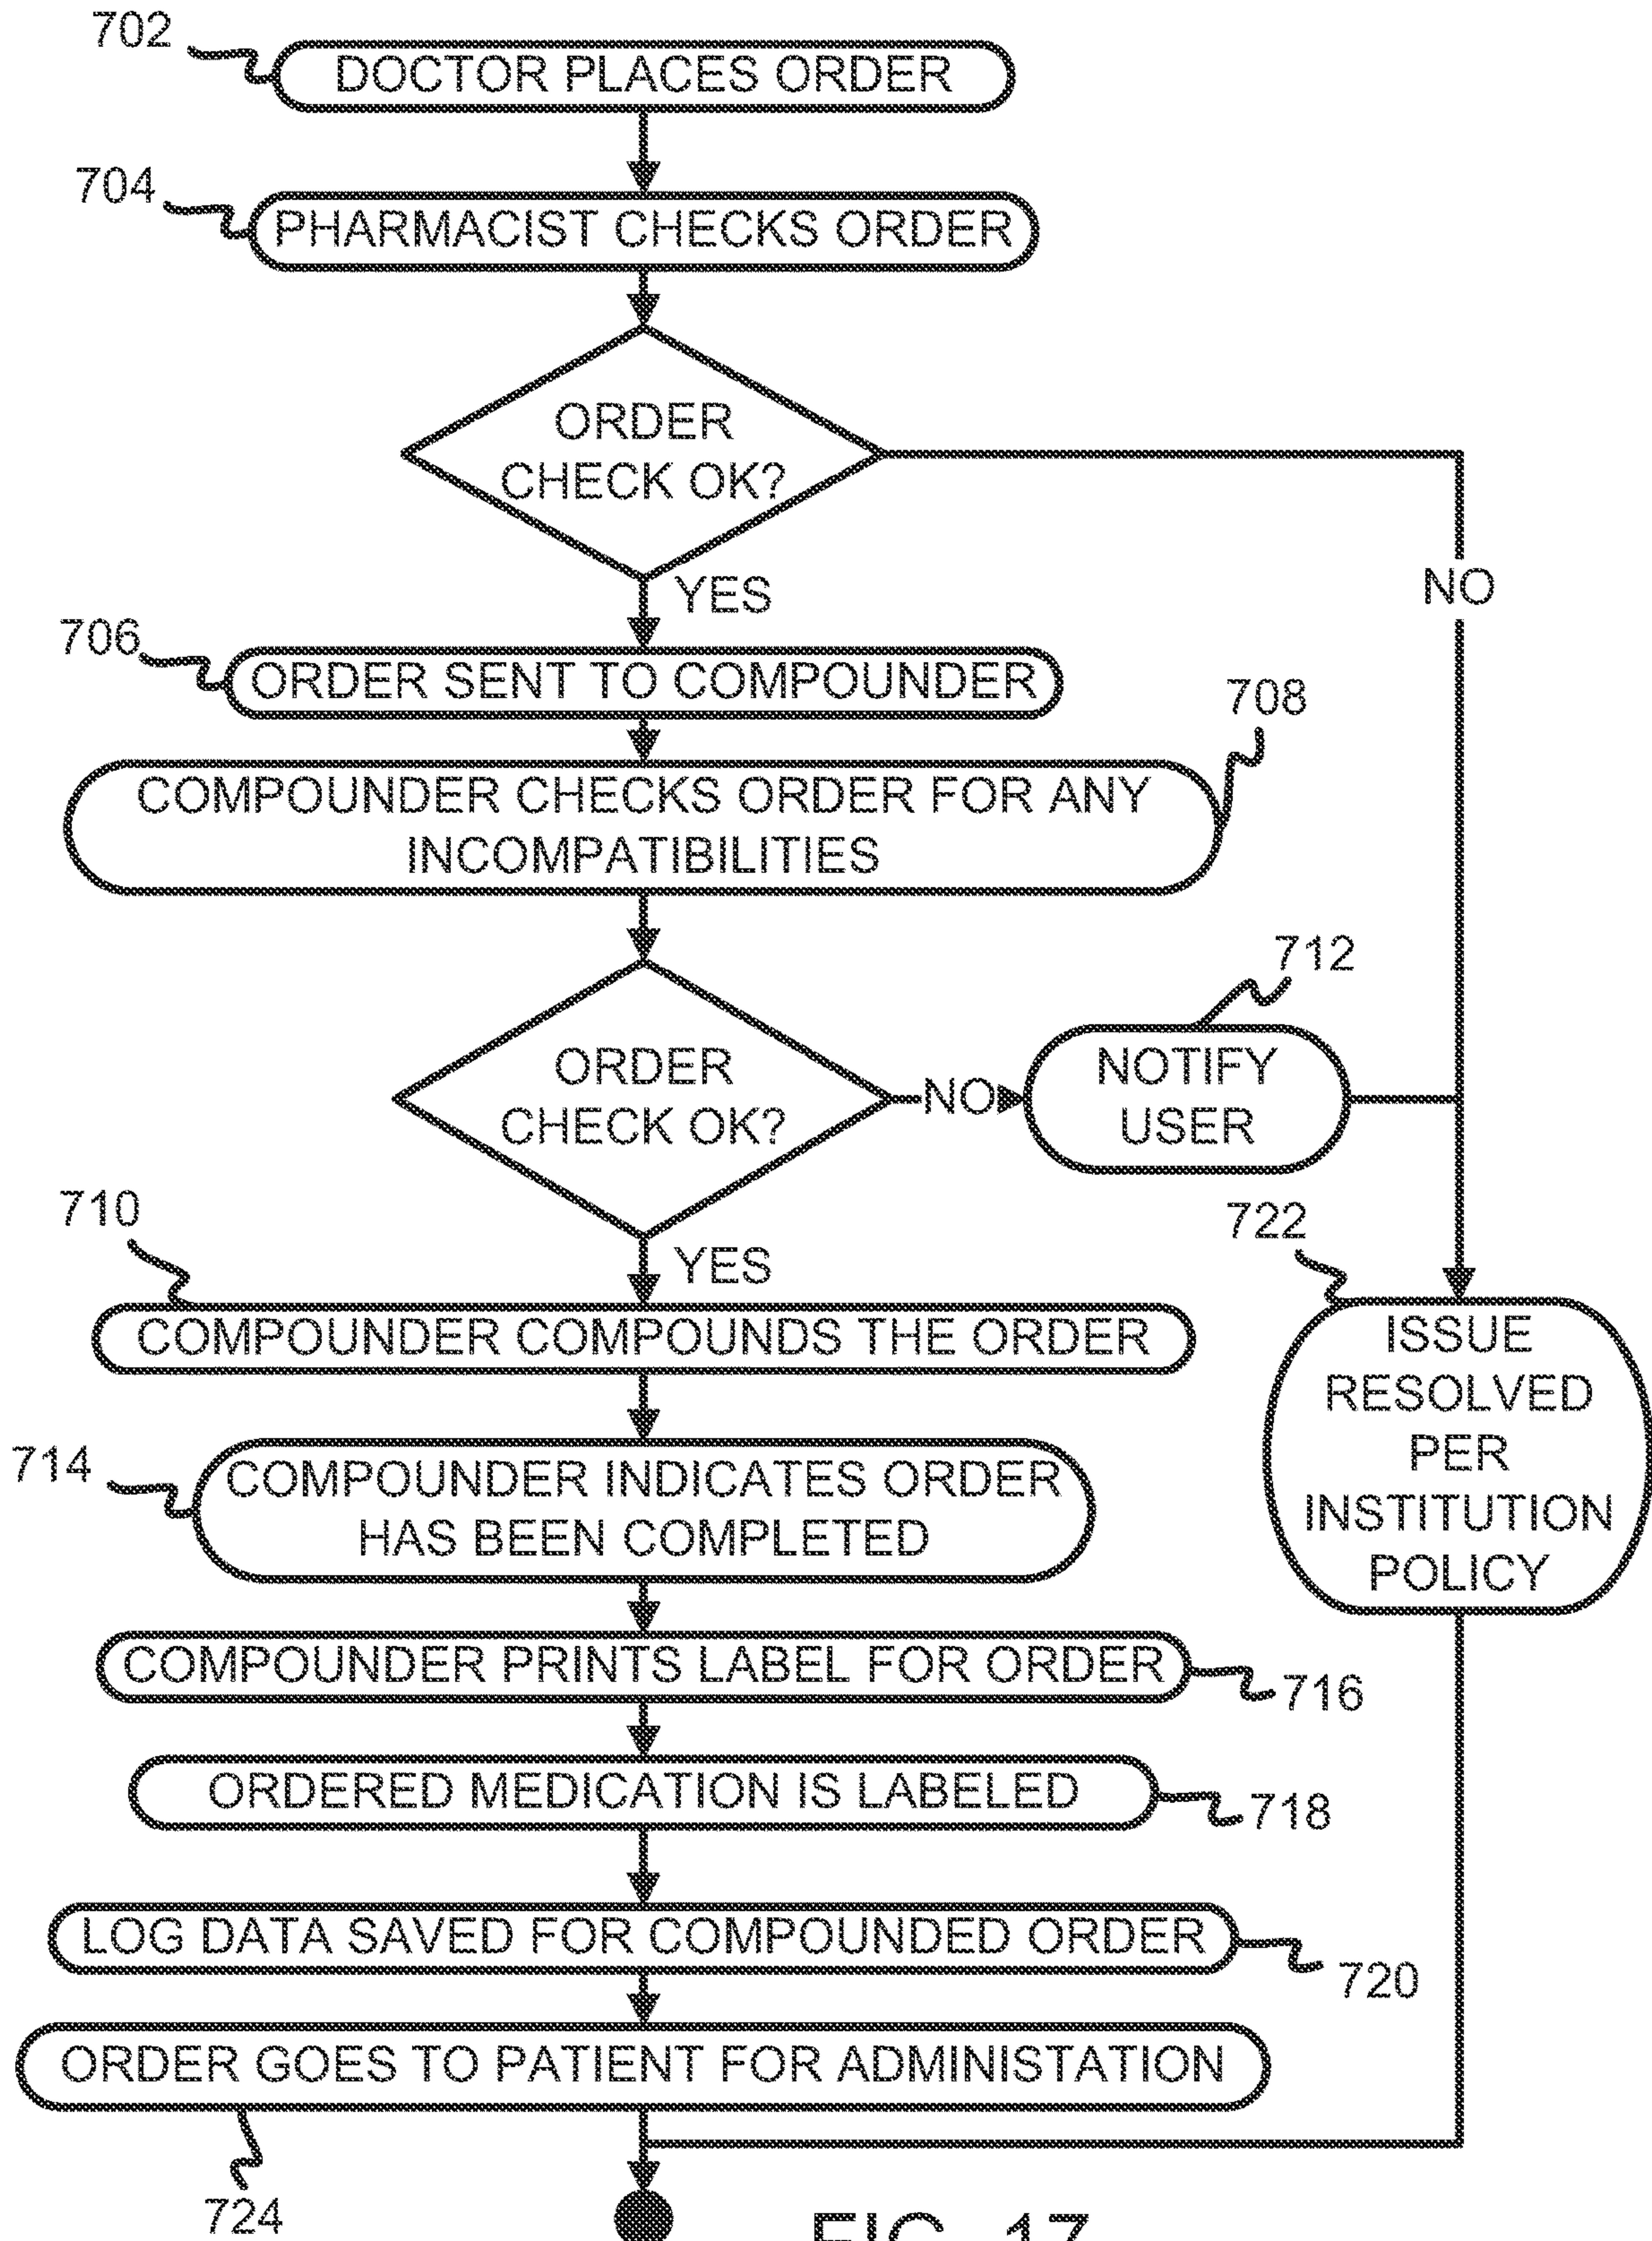 702
DOCTOR PLACES ORDER
704
PHARMACIST CHECKS ORDER
ORDER
CHECK OK?
NO
YES
706
ORDER SENT TO COMPOUNDER
708
COMPOUNDER CHECKS ORDER FOR ANY
INCOMPATIBILITIES
712
ORDER
CHECK OK?
NO
NOTIFY
USER
710
YES
722
COMPOUNDER COMPOUNDS THE ORDER
ISSUE
RESOLVED
PER
INSTITUTION
POLICY
714
COMPOUNDER INDICATES ORDER
HAS BEEN COMPLETED
COMPOUNDER PRINTS LABEL FOR ORDER
716
ORDERED MEDICATION IS LABELED
718
LOG DATA SAVED FOR COMPOUNDED ORDER
720
ORDER GOES TO PATIENT FOR ADMINISTATION
724
FIG. 17